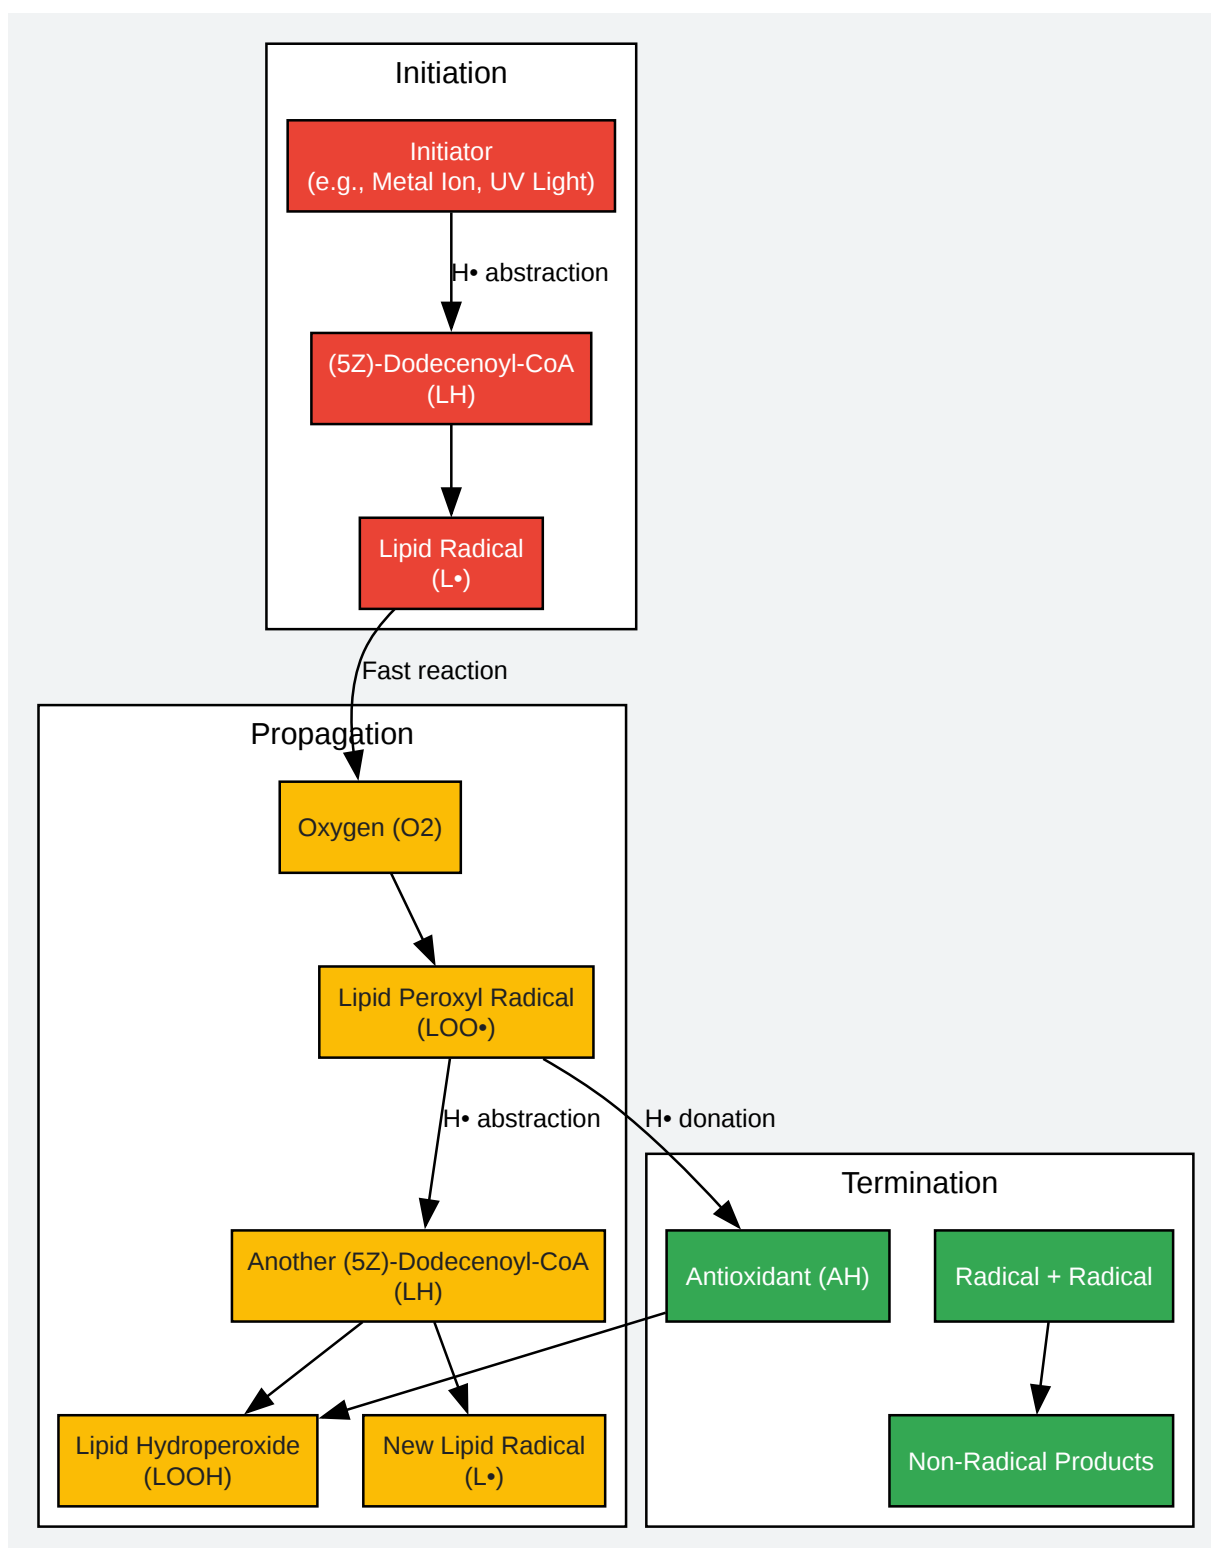 Initiation
Initiator
(e.g., Metal Ion, UV Light)
H• abstraction
(5Z)-Dodecenoyl-CoA
(LH)
Lipid Radical
(L•)
Fast reaction
Propagation
Oxygen (O2)
Lipid Peroxyl Radical
(LOO•)
H• abstraction
H• donation
Termination
Another (5Z)-Dodecenoyl-CoA
(LH)
Antioxidant (AH)
Radical + Radical
Lipid Hydroperoxide
(LOOH)
New Lipid Radical
(L•)
Non-Radical Products